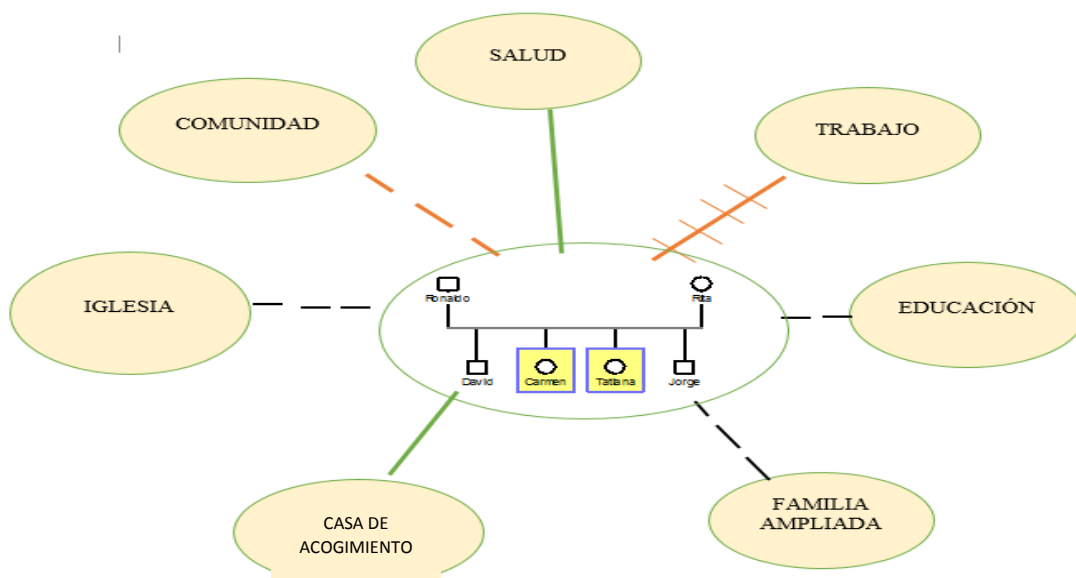 SALUD
COMUNIDAD
TRABAJO
IGLESIA
Ronaldo
Rita
EDUCACIÓN
David
Carmen
Tatiana
Jorge
CASA DE
ACOGIMIENTO
FAMILIA
AMPLIADA